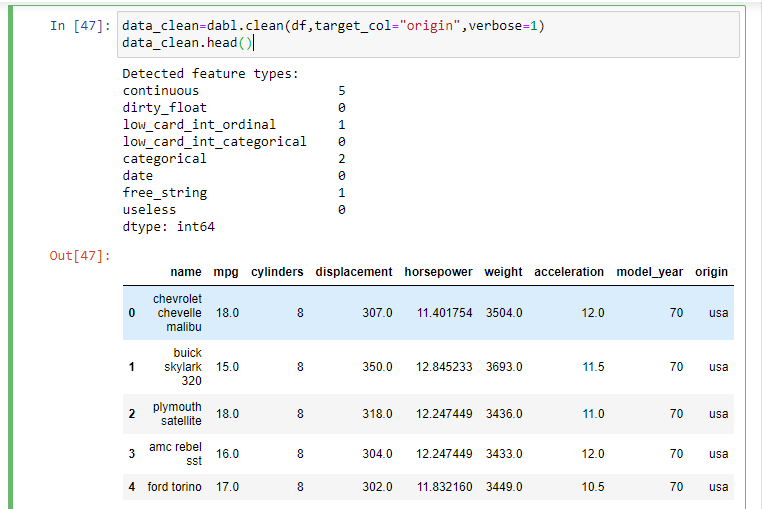 In [47]: data_clean=dabl.clean(df,target_col="origin",verbose=1)
data_clean.head()
Detected feature types:
continuous 5
dirty_float 0
low_card_int_ordinal 1
low_card_int_categorical 0
categorical 2
date 0
free_string 1
useless 0
dtype: int64
Out[47]:
name mpg cylinders displacement horsepower weight acceleration model_year origin
chevrolet
0 chevelle 18.0 8 307.0 11.401754 3504.0 12.0 70 usa
malibu
buick
1 skylark 15.0 8 350.0 12.845233 3693.0 11.5 70 usa
320
2 plymouth 18.0 8 318.0 12.247449 3436.0 11.0 70 usa
satellite
3 amc rebel 16.0 8 304.0 12.247449 3433.0 12.0 70 usa
sst
4 ford torino 17.0 8 302.0 11.832160 3449.0 10.5 70 usa